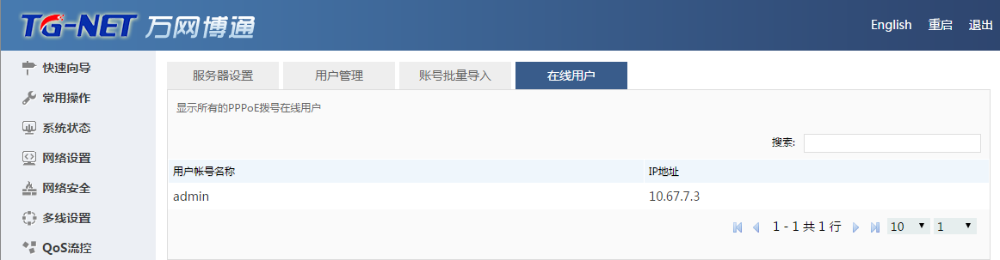 TG-NET 万网博通
English 重启 退出
快速向导
常用操作
系统状态
网络设置
网络安全
多线设置
QoS流控
服务器设置 用户管理 账号批量导入 在线用户
显示所有的PPPoE拨号在线用户
搜索:
用户帐号名称 IP地址
admin 10.67.7.3
1 - 1 共 1 行 10 1